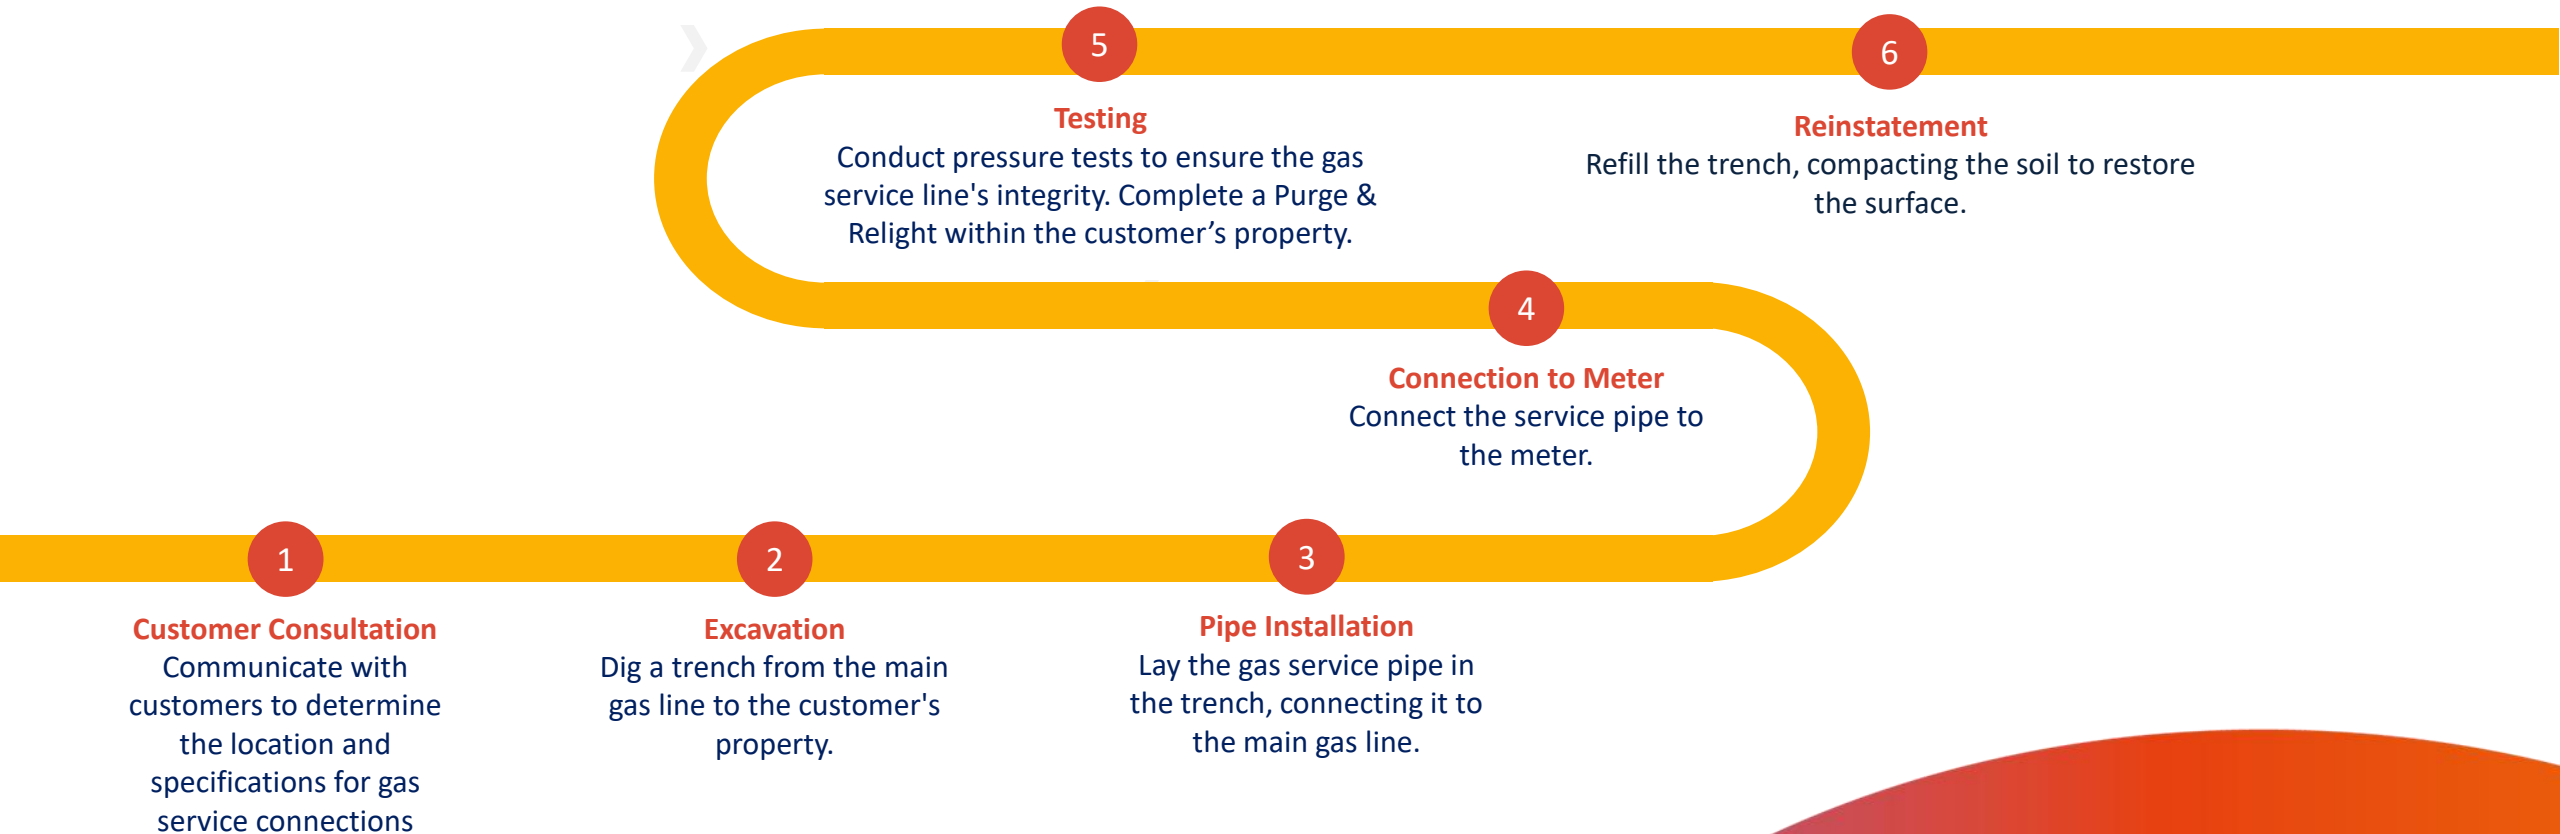 1
Customer Consultation
Communicate with
customers to determine
the location and
specifications for gas
service connections
2
Excavation
Dig a trench from the main
gas line to the customer's
property.
3
Pipe Installation
Lay the gas service pipe in
the trench, connecting it to
the main gas line.
4
Connection to Meter
Connect the service pipe to
the meter.
5
Testing
Conduct pressure tests to ensure the gas
service line's integrity. Complete a Purge &
Relight within the customer’s property.
6
Reinstatement
Refill the trench, compacting the soil to restore
the surface.